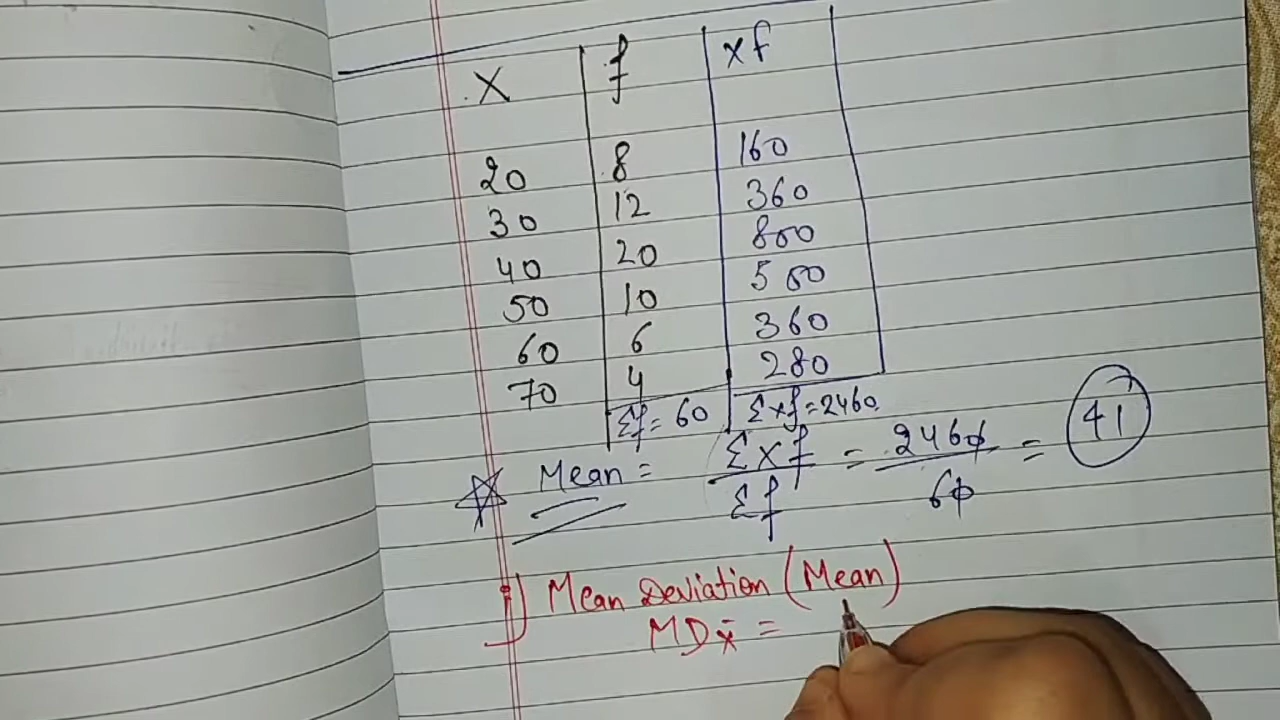 X f xf
20 8 160
30 12 360
40 20 800
50 10 500
60 6 360
70 4 280
Σf = 60 Σxf = 2460
Mean = Σxf / Σf = 2460 / 60 = 41
1) Mean Deviation (Mean)
MDx̄ =